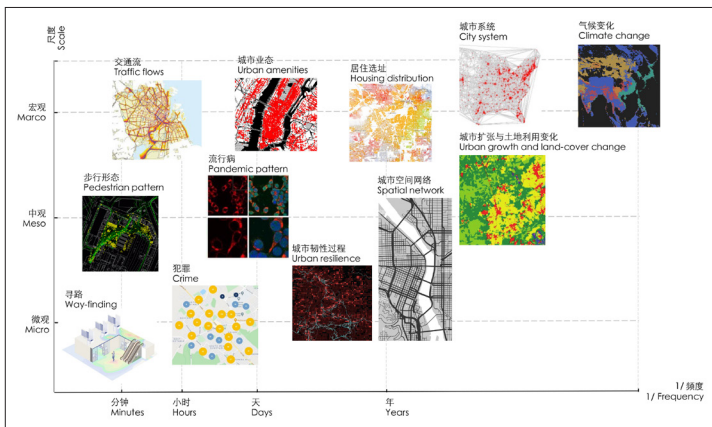 尺度
Scale
宏观
Marco
中观
Meso
微观
Micro
交通流
Traffic flows
城市业态
Urban amenities
居住选址
Housing distribution
城市系统
City system
气候变化
Climate change
步行形态
Pedestrian pattern
流行病
Pandemic pattern
城市空间网络
Spatial network
城市扩张与土地利用变化
Urban growth and land-cover change
寻路
Way-finding
犯罪
Crime
城市韧性过程
Urban resilience
分钟
Minutes
小时
Hours
天
Days
年
Years
1/ 頻度
1/ Frequency